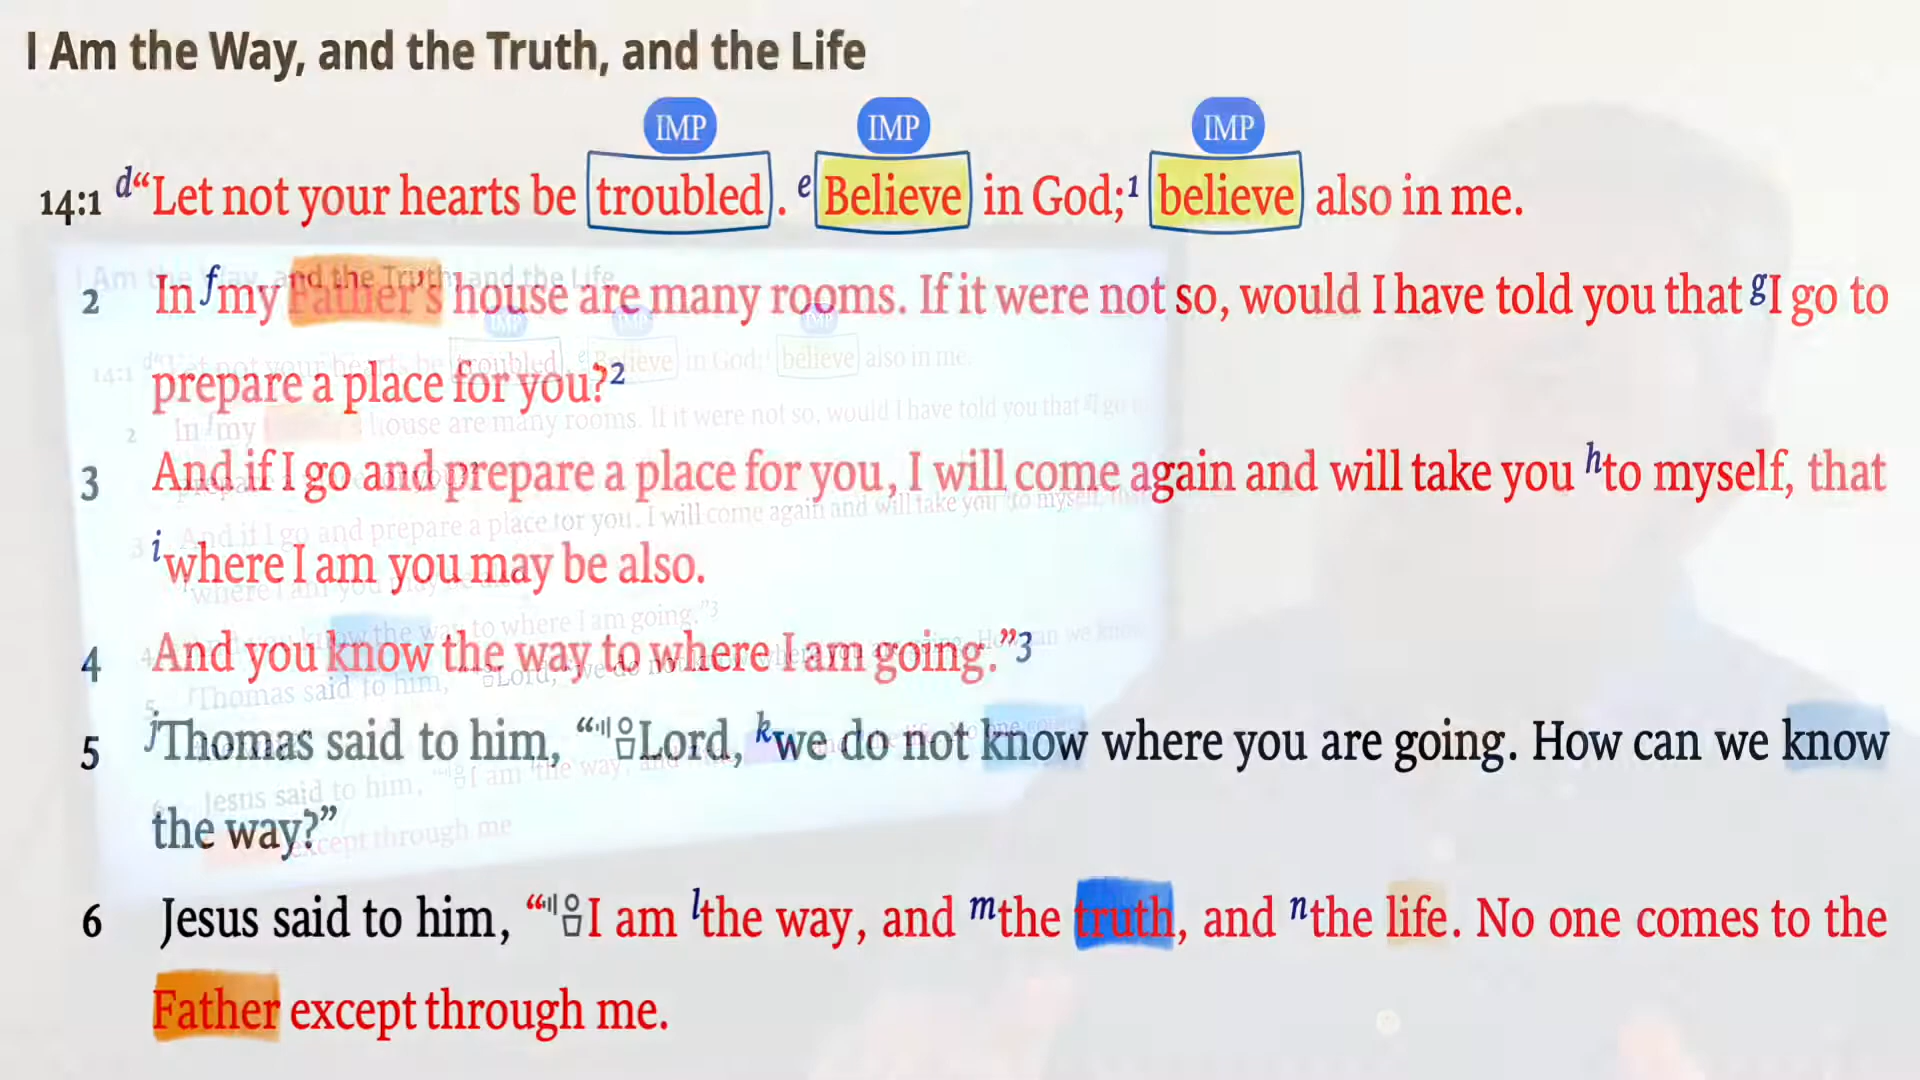 I Am the Way, and the Truth, and the Life
IMP IMP IMP
14:1 d“Let not your hearts be troubled. eBelieve in God;1 believe also in me.
2 In fmy Father’s house are many rooms. If it were not so, would I have told you that gI go to
prepare a place for you?2
3 And if I go and prepare a place for you, I will come again and will take you hto myself, that
iwhere I am you may be also.
4 And you know the way to where I am going.”3
5 jThomas said to him, “Lord, kwe do not know where you are going. How can we know
the way?”
6 Jesus said to him, “I am lthe way, and mthe truth, and nthe life. No one comes to the
Father except through me.